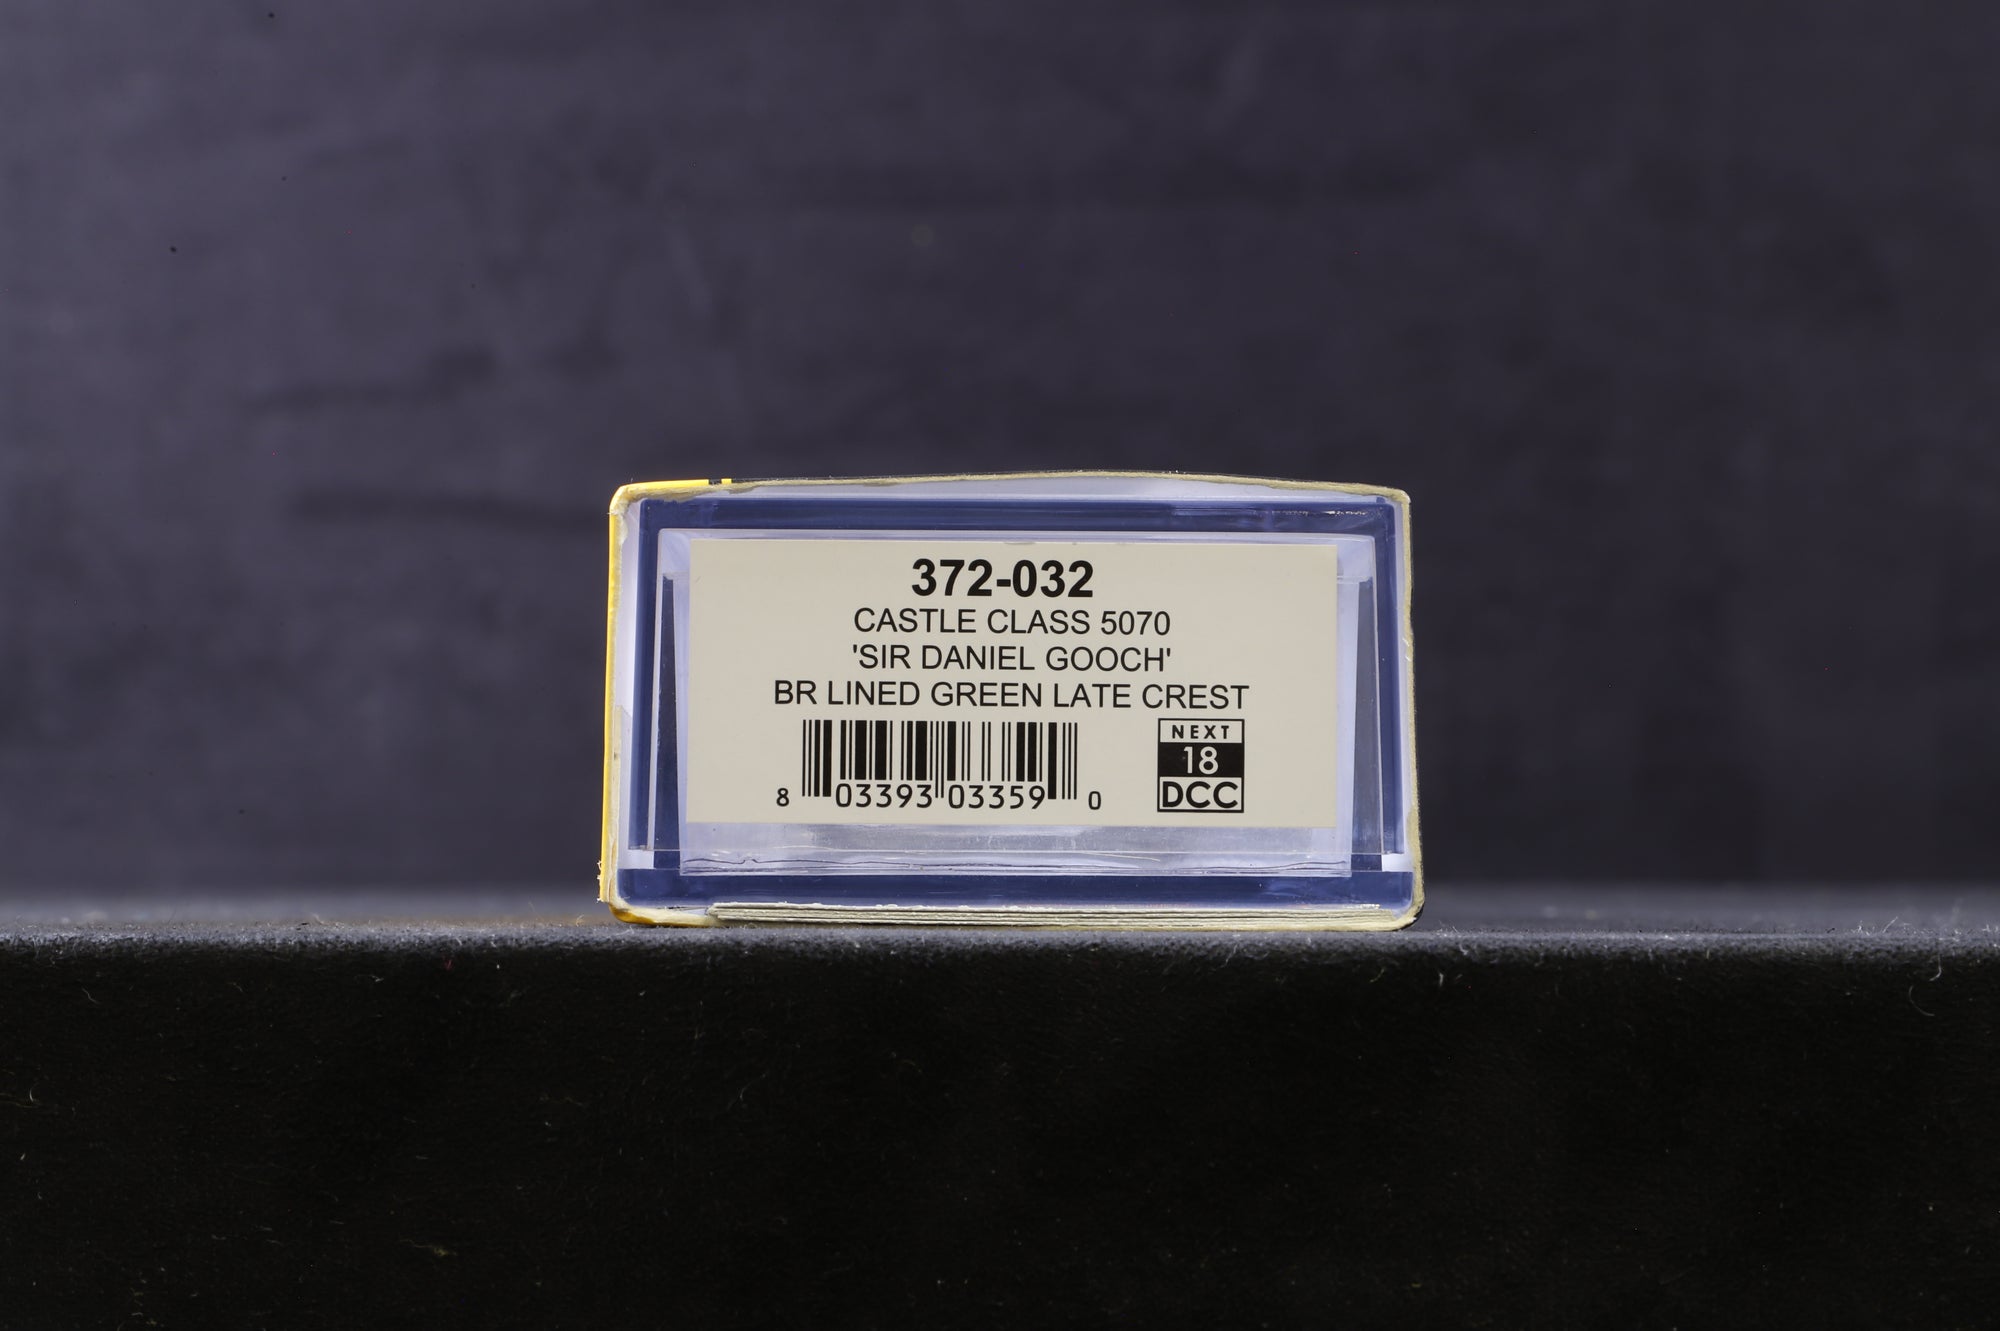 372-032
CASTLE CLASS 5070
'SIR DANIEL GOOCH'
BR LINED GREEN LATE CREST
NEXT
18
DCC
8 03393 03359 0